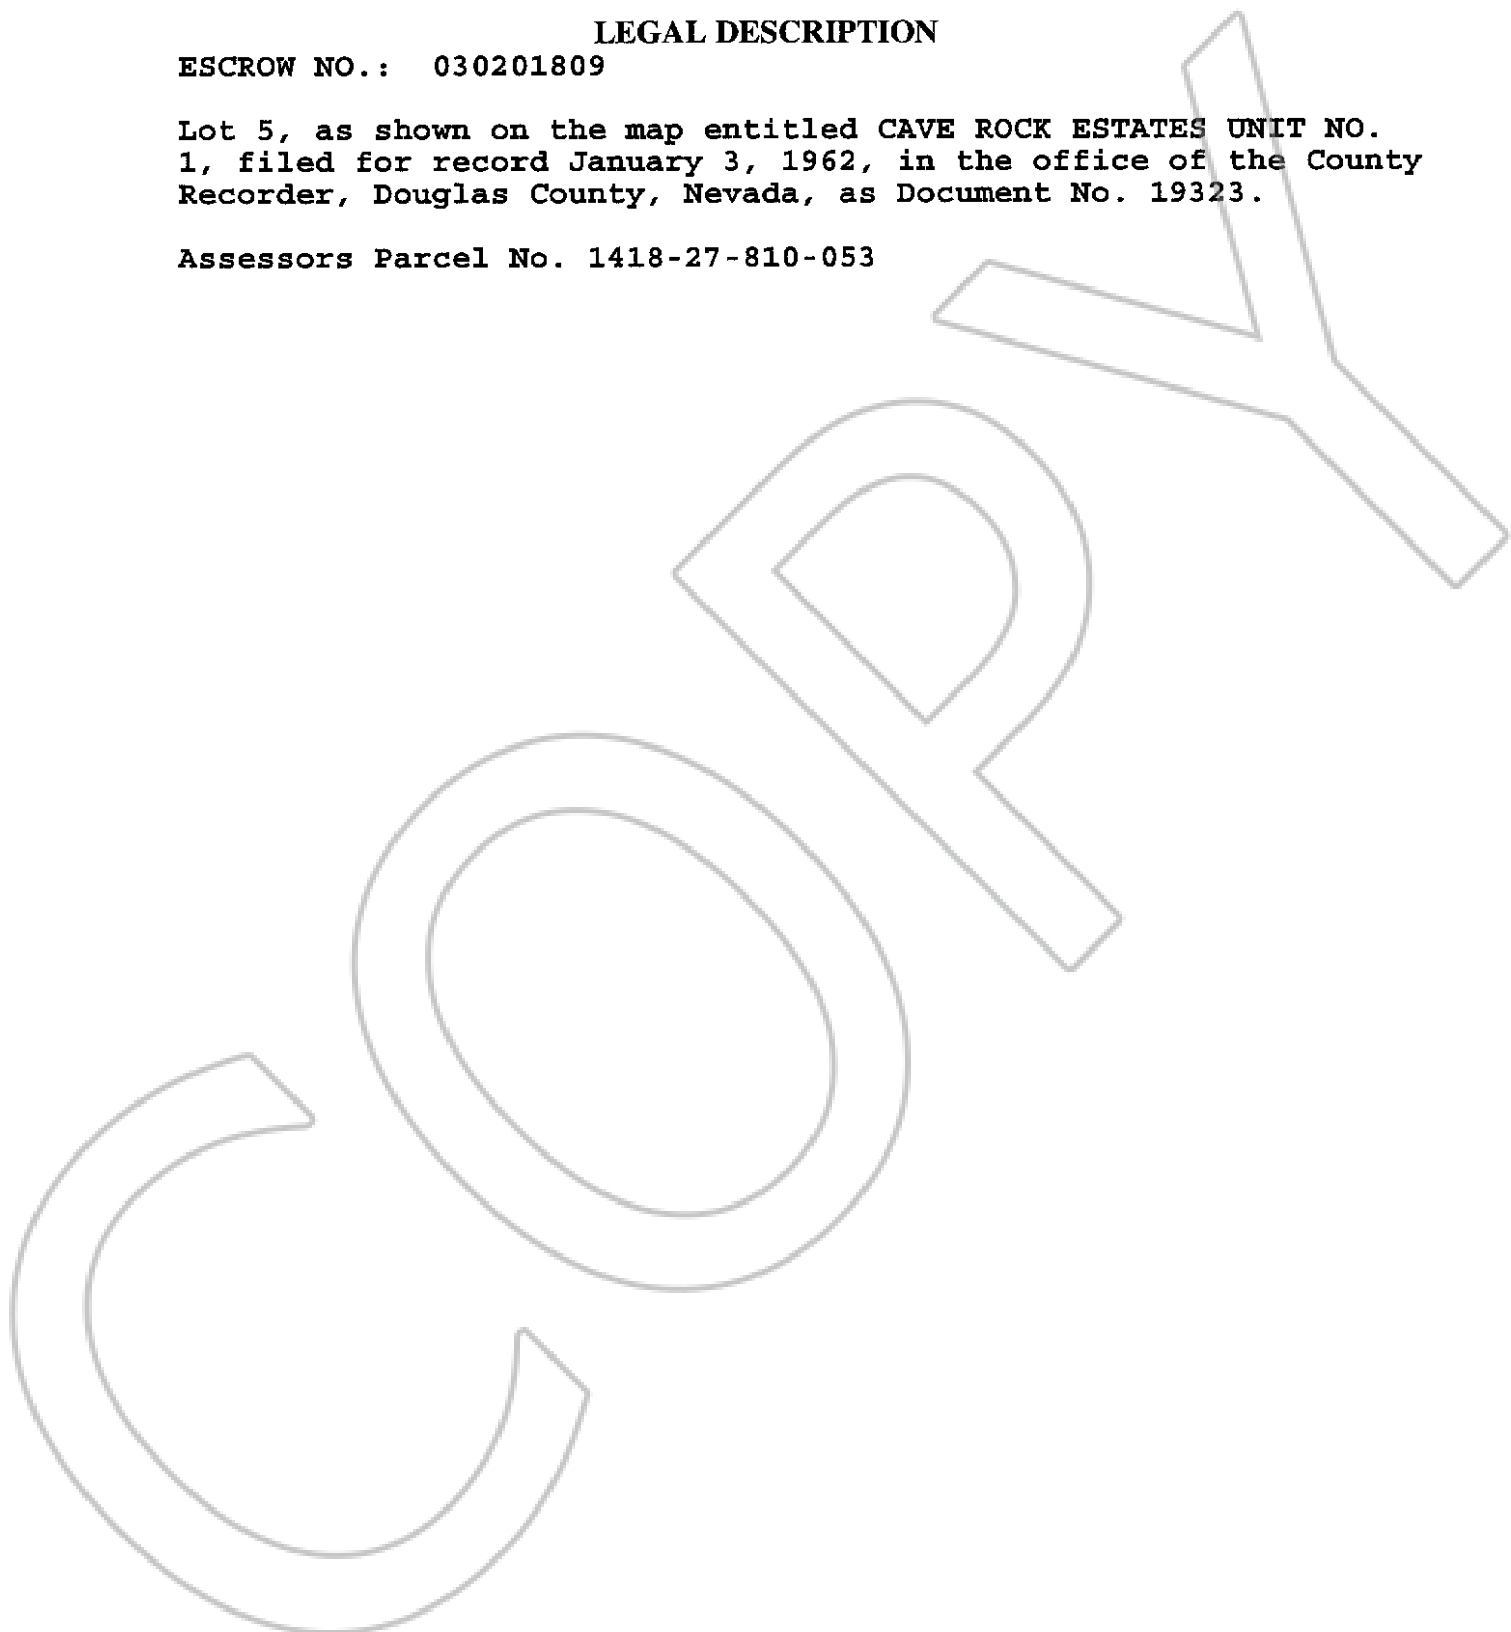 LEGAL DESCRIPTION
ESCROW NO.: 030201809
Lot 5, as shown on the map entitled CAVE ROCK ESTATES UNIT NO.
1, filed for record January 3, 1962, in the office of the County
Recorder, Douglas County, Nevada, as Document No. 19323.
Assessors Parcel No. 1418-27-810-053
COPY